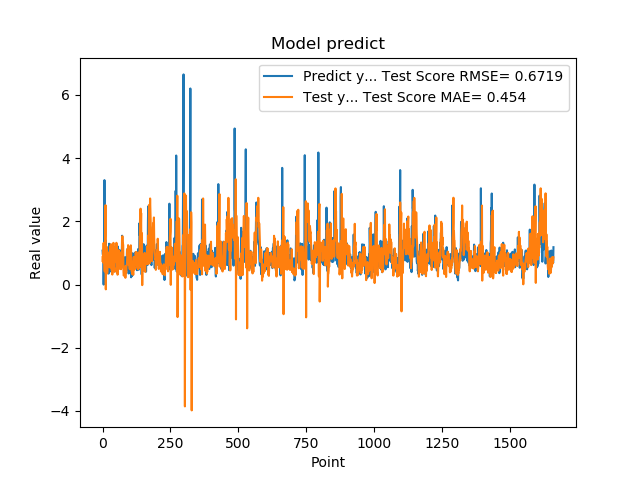 Model predict
Predict y... Test Score RMSE= 0.6719
Test y... Test Score MAE= 0.454
Real value
6
4
2
0
−2
−4
0 250 500 750 1000 1250 1500
Point